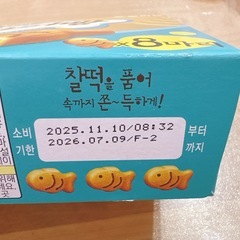 8마리
찰떡을 품어
속까지 쫀~득하게!
소비 2025.11.10/08:32 부터
기한 2026.07.09/F-2 까지